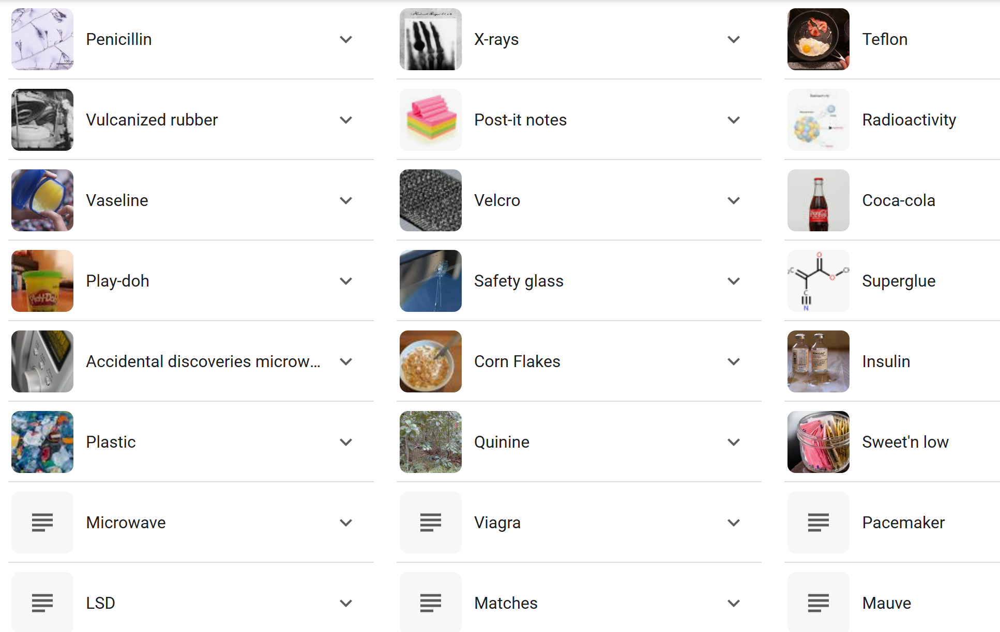 Penicillin
X-rays
Teflon
100 µ
Vulcanized rubber
Post-it notes
Radioactivity
Vaseline
Velcro
Coca-cola
Play-doh
Safety glass
Superglue
Accidental discoveries microw...
Corn Flakes
Insulin
Plastic
Quinine
Sweet'n low
Microwave
Viagra
Pacemaker
LSD
Matches
Mauve